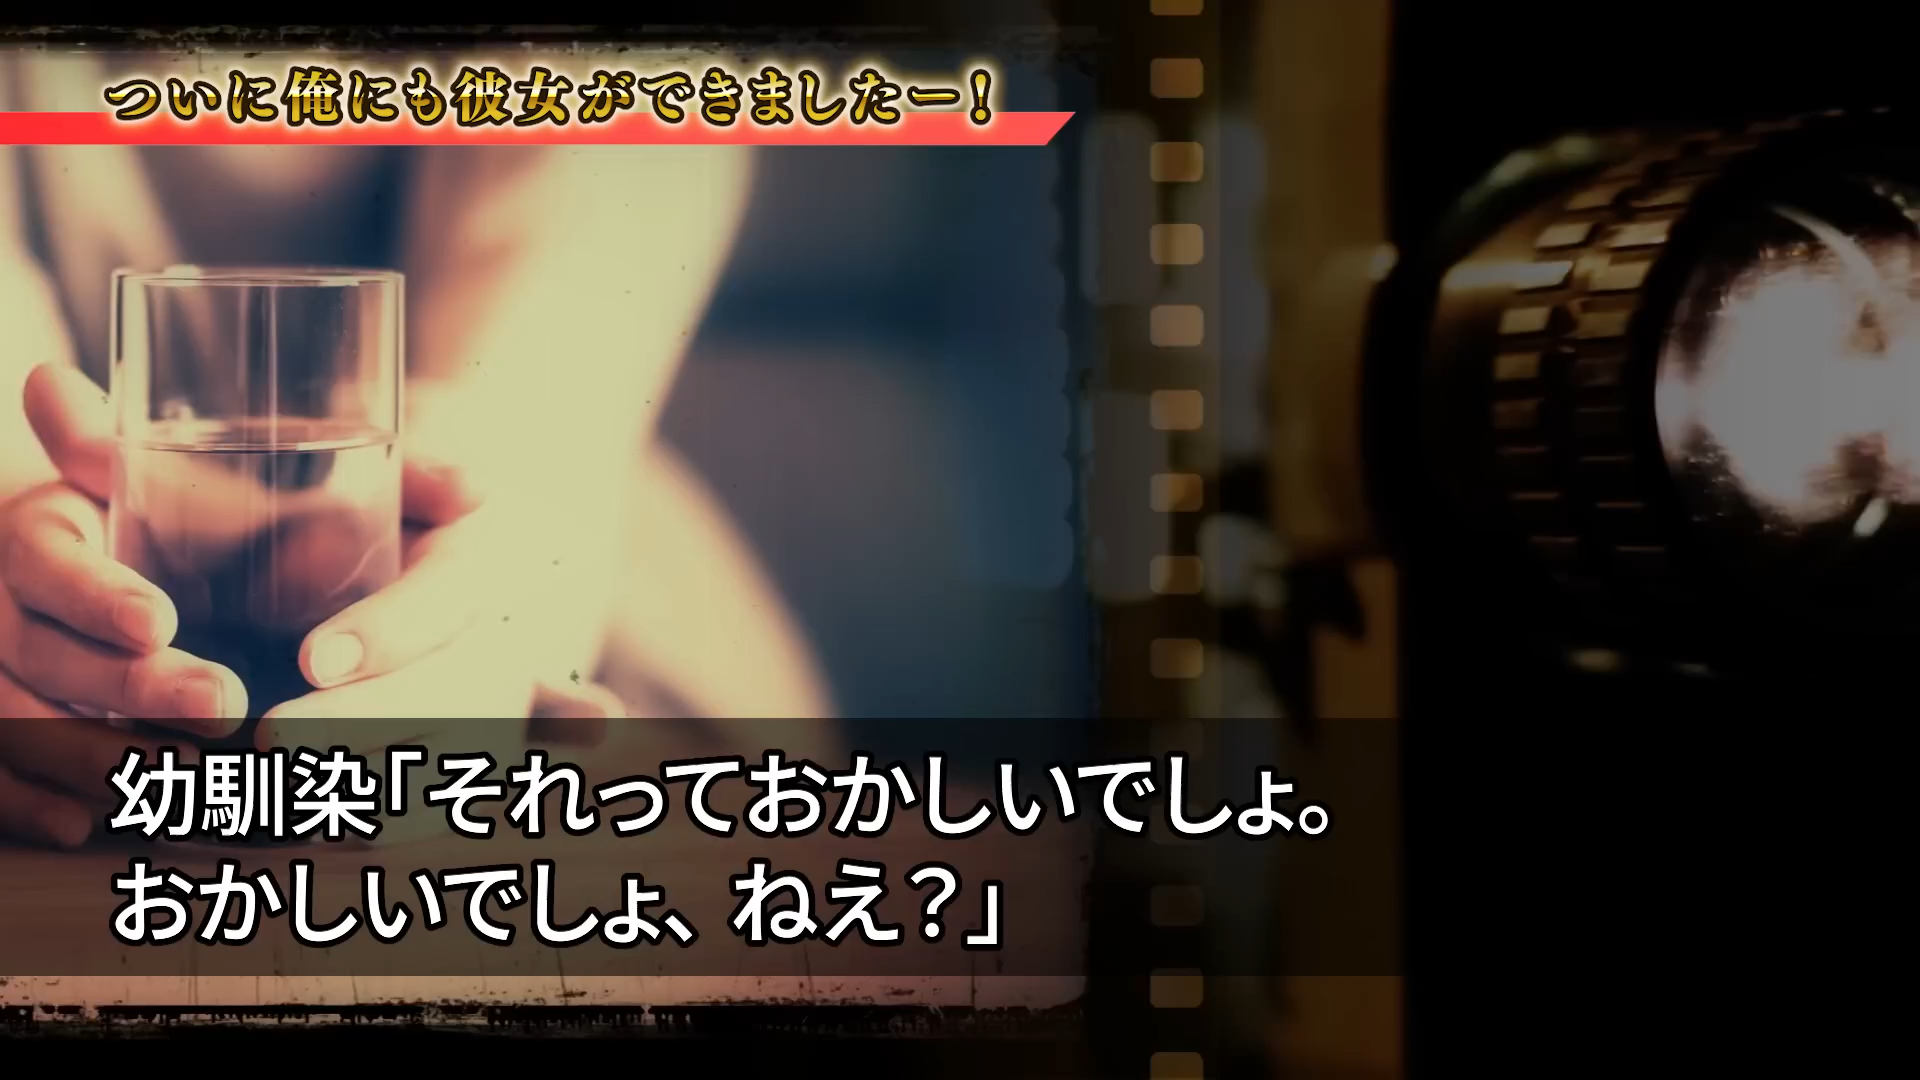 ついに俺にも彼女ができましたー!
幼馴染「それっておかしいでしょ。
おかしいでしょ、ねえ?」